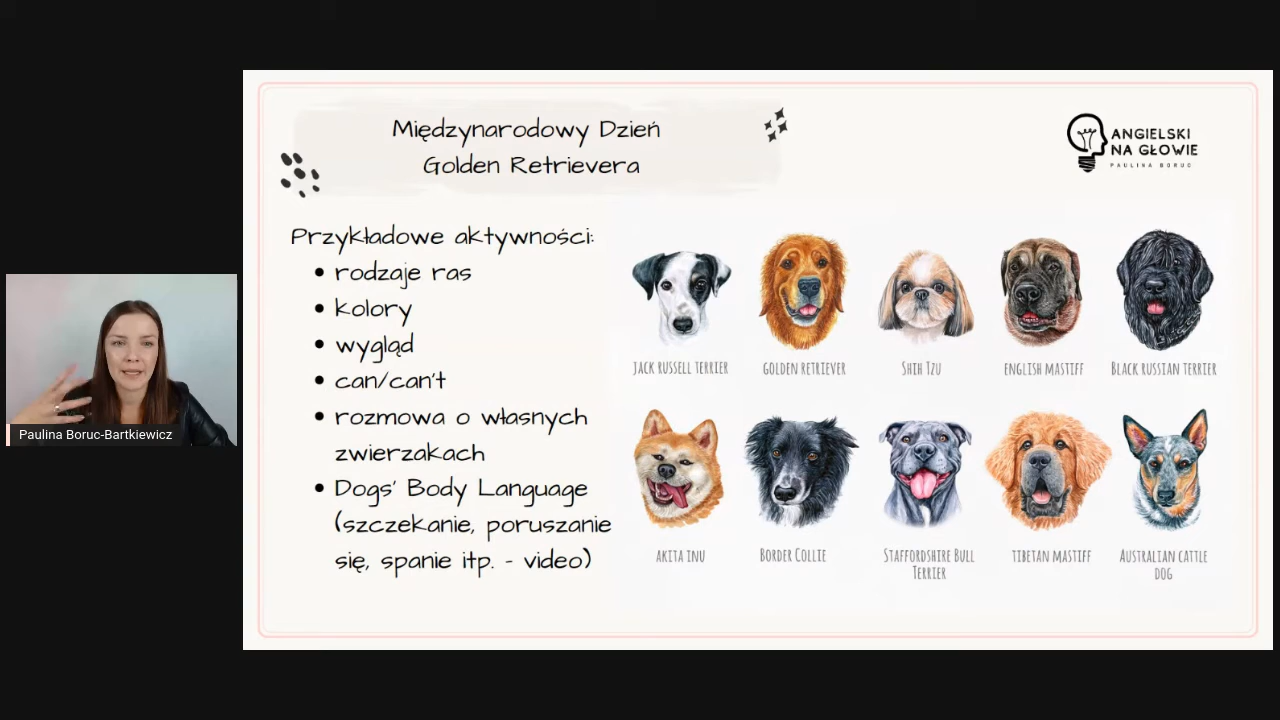 Międzynarodowy Dzień
Golden Retrievera
ANGIELSKI
NA GŁOWIE
PAULINA BORUC
Przykładowe aktywności:
• rodzaje ras
• kolory
• wygląd
• can/can't
• rozmowa o własnych
zwierzakach
• Dogs' Body Language
(szczekanie, poruszanie
się, spanie itp. - video)
JACK RUSSELL TERRIER
GOLDEN RETRIEVER
SHIH TZU
ENGLISH MASTIFF
BLACK RUSSIAN TERRIER
AKITA INU
BORDER COLLIE
STAFFORDSHIRE BULL
TERRIER
TIBETAN MASTIFF
AUSTRALIAN CATTLE
DOG
Paulina Boruc-Bartkiewicz